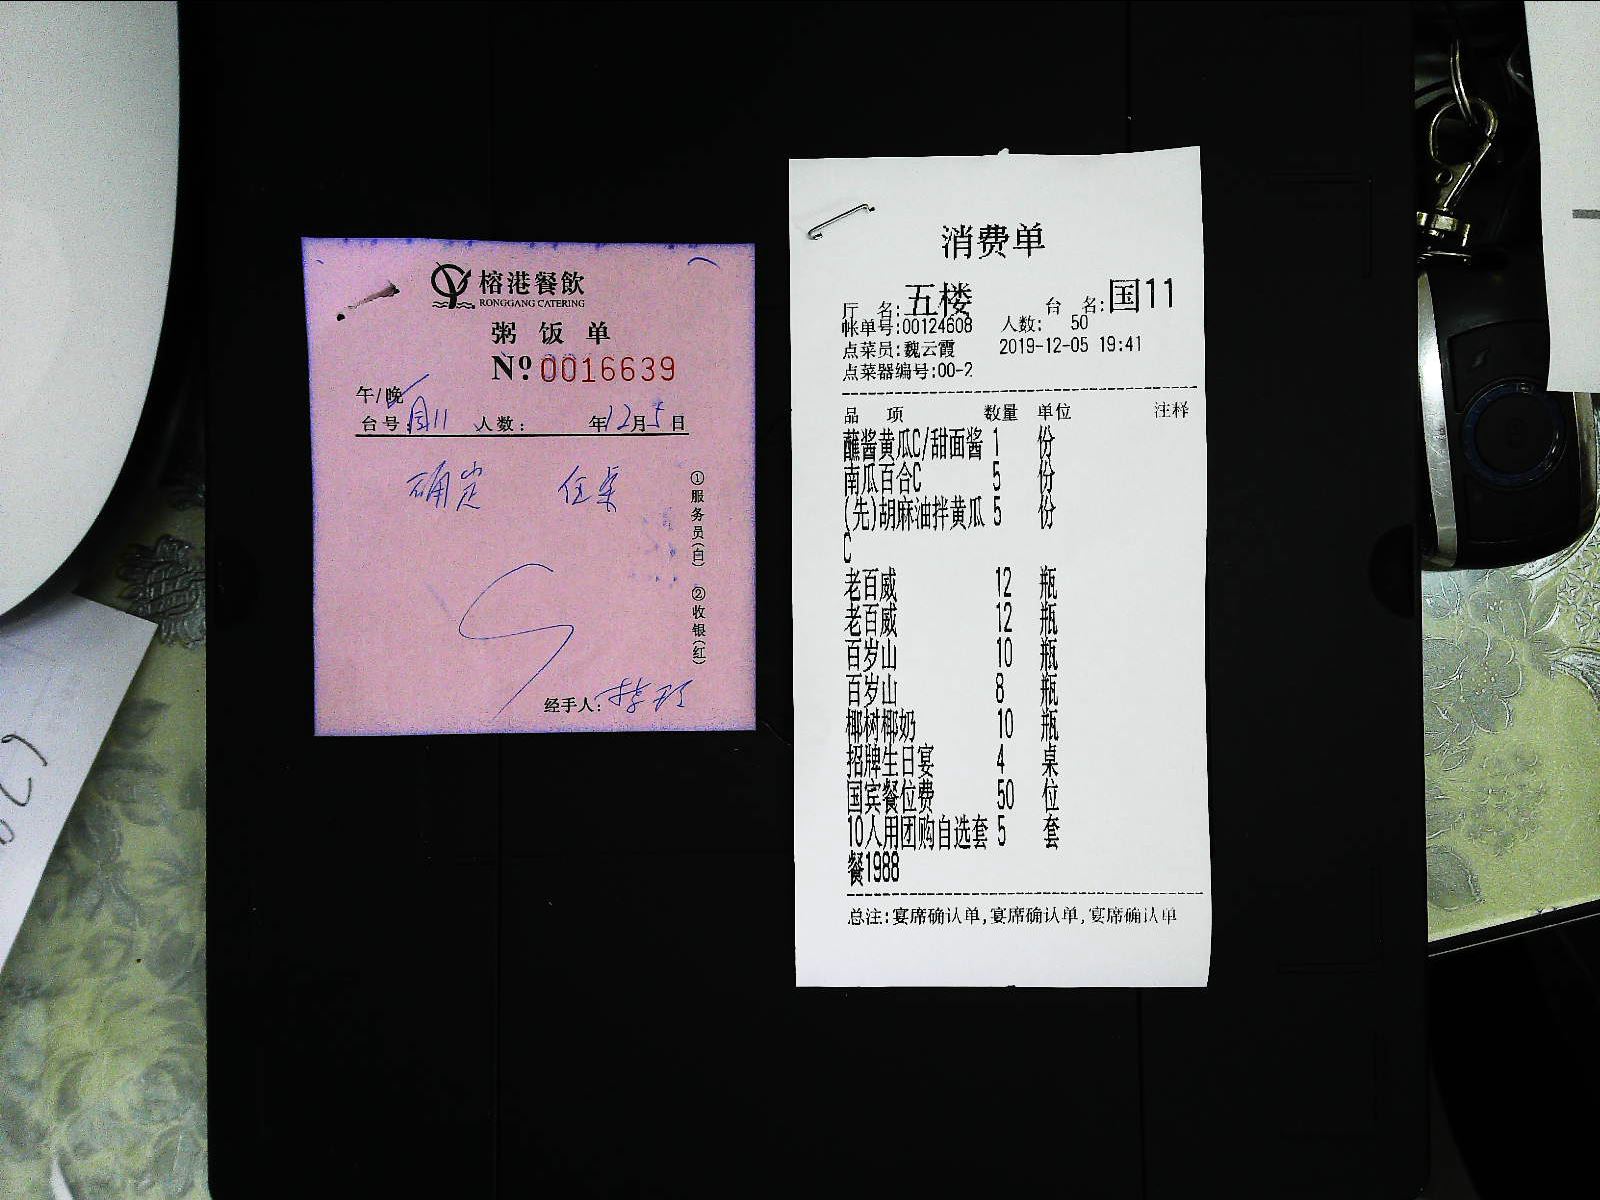 榕港餐飲
RONGGANG CATERING
粥饭单
№ 0016639
午/晚
台号:国11 人数: 年12月5日
确定
①服务员(白) ②收银(红)
经手人:
消费单
厅 名:五楼 台 名:国11
帐单号:00124608 人数: 50
点菜员:魏云霞 2019-12-05 19:41
点菜器编号:00-2
品 项 数量 单位 注释
蘸酱黄瓜C/甜面酱 1 份
南瓜百合C 5 份
(先)胡麻油拌黄瓜 5 份
C
老百威 12 瓶
老百威 12 瓶
百岁山 10 瓶
百岁山 8 瓶
椰树椰奶 10 瓶
招牌生日宴 4 桌
国宾餐位费 50 位
10人用团购自选套 5 套
餐1988
总注:宴席确认单,宴席确认单,宴席确认单
629